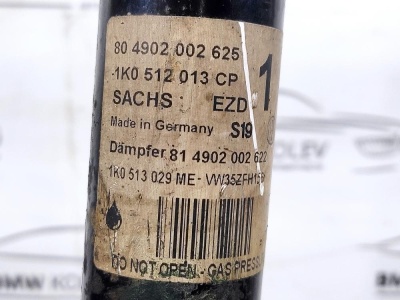 80 4902 002 625
1K0 512 013 CP
1
SACHS EZD
Made in Germany S19
Dämpfer 81 4902 002 622
1K0 513 029 ME - VW35ZFH15
DO NOT OPEN - GAS PRESS